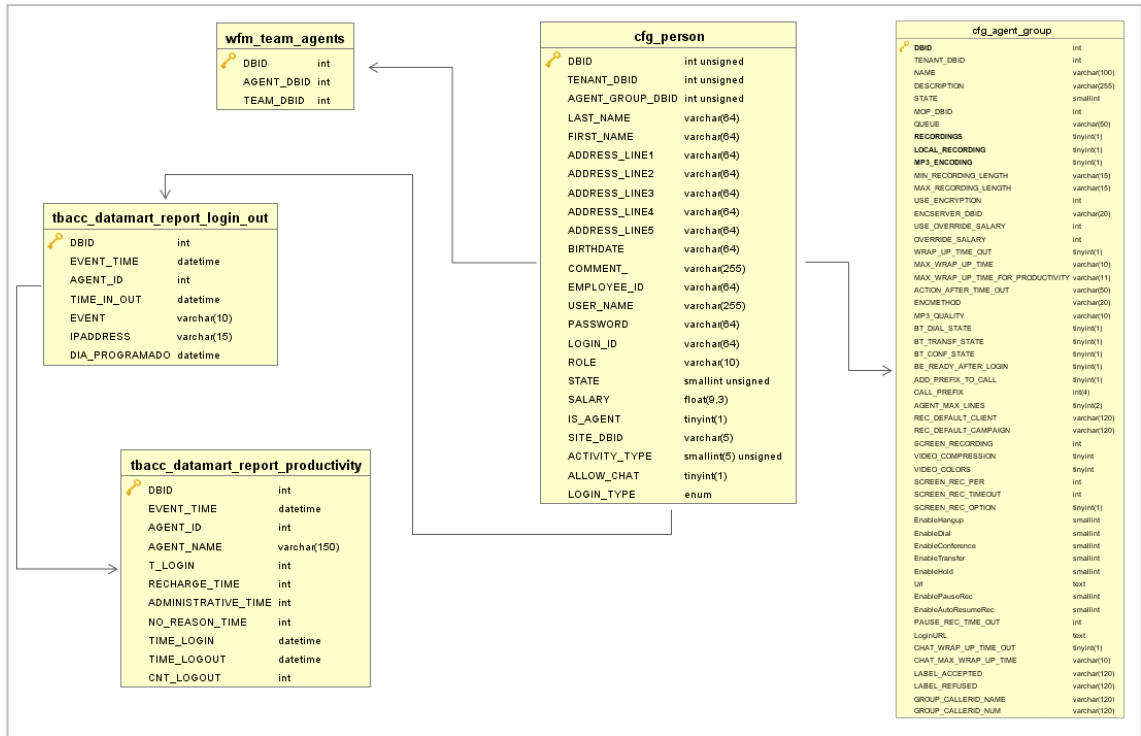 wfm_team_agents
DBID int
AGENT_DBID int
TEAM_DBID int
cfg_person
DBID int unsigned
TENANT_DBID int unsigned
AGENT_GROUP_DBID int unsigned
LAST_NAME varchar(64)
FIRST_NAME varchar(64)
ADDRESS_LINE1 varchar(64)
ADDRESS_LINE2 varchar(64)
ADDRESS_LINE3 varchar(64)
ADDRESS_LINE4 varchar(64)
ADDRESS_LINE5 varchar(64)
BIRTHDATE varchar(64)
COMMENT_ varchar(255)
EMPLOYEE_ID varchar(64)
USER_NAME varchar(255)
PASSWORD varchar(64)
LOGIN_ID varchar(64)
ROLE varchar(10)
STATE smallint unsigned
SALARY float(9,3)
IS_AGENT tinyint(1)
SITE_DBID varchar(5)
ACTIVITY_TYPE smallint(5) unsigned
ALLOW_CHAT tinyint(1)
LOGIN_TYPE enum
cfg_agent_group
DBID int
TENANT_DBID int
NAME varchar(100)
DESCRIPTION varchar(255)
STATE smallint
MOP_DBID int
QUEUE varchar(50)
RECORDINGS tinyint(1)
LOCAL_RECORDING tinyint(1)
MP3_ENCODING tinyint(1)
MIN_RECORDING_LENGTH varchar(15)
MAX_RECORDING_LENGTH varchar(15)
USE_ENCRYPTION int
ENCSERVER_DBID varchar(20)
USE_OVERRIDE_SALARY int
OVERRIDE_SALARY int
WRAP_UP_TIME_OUT tinyint(1)
MAX_WRAP_UP_TIME varchar(10)
MAX_WRAP_UP_TIME_FOR_PRODUCTIVITY varchar(11)
ACTION_AFTER_TIME_OUT varchar(50)
ENCMETHOD varchar(20)
MP3_QUALITY varchar(10)
BT_DIAL_STATE tinyint(1)
BT_TRANSF_STATE tinyint(1)
BT_CONF_STATE tinyint(1)
BE_READY_AFTER_LOGIN tinyint(1)
ADD_PREFIX_TO_CALL tinyint(1)
CALL_PREFIX int(4)
AGENT_MAX_LINES tinyint(2)
REC_DEFAULT_CLIENT varchar(120)
REC_DEFAULT_CAMPAIGN varchar(120)
SCREEN_RECORDING int
VIDEO_COMPRESSION tinyint
VIDEO_COLORS tinyint
SCREEN_REC_PER int
SCREEN_REC_TIMEOUT int
SCREEN_REC_OPTION tinyint(1)
EnableHangup smallint
EnableDial smallint
EnableConference smallint
EnableTransfer smallint
EnableHold smallint
Url text
EnablePauseRec smallint
EnableAutoResumeRec smallint
PAUSE_REC_TIME_OUT int
LoginURL text
CHAT_WRAP_UP_TIME_OUT tinyint(1)
CHAT_MAX_WRAP_UP_TIME varchar(10)
LABEL_ACCEPTED varchar(120)
LABEL_REFUSED varchar(120)
GROUP_CALLERID_NAME varchar(120)
GROUP_CALLERID_NUM varchar(120)
tbacc_datamart_report_login_out
DBID int
EVENT_TIME datetime
AGENT_ID int
TIME_IN_OUT datetime
EVENT varchar(10)
IPADDRESS varchar(15)
DIA_PROGRAMADO datetime
tbacc_datamart_report_productivity
DBID int
EVENT_TIME datetime
AGENT_ID int
AGENT_NAME varchar(150)
T_LOGIN int
RECHARGE_TIME int
ADMINISTRATIVE_TIME int
NO_REASON_TIME int
TIME_LOGIN datetime
TIME_LOGOUT datetime
CNT_LOGOUT int